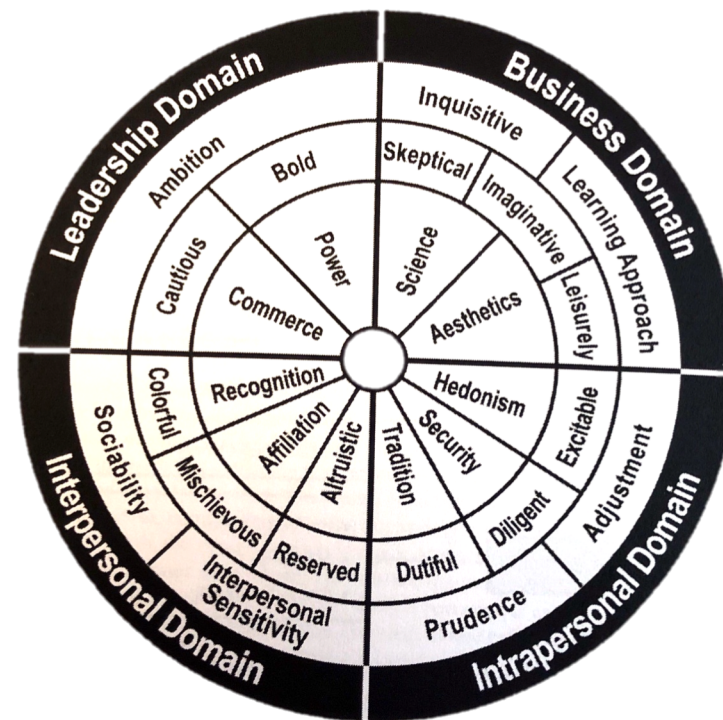 Leadership Domain
Ambition
Cautious
Bold
Commerce
Power
Business Domain
Inquisitive
Learning Approach
Skeptical
Imaginative
Leisurely
Science
Aesthetics
Interpersonal Domain
Sociability
Interpersonal
Sensitivity
Colorful
Mischievous
Reserved
Recognition
Affiliation
Altruistic
Intrapersonal Domain
Adjustment
Prudence
Excitable
Diligent
Dutiful
Hedonism
Security
Tradition